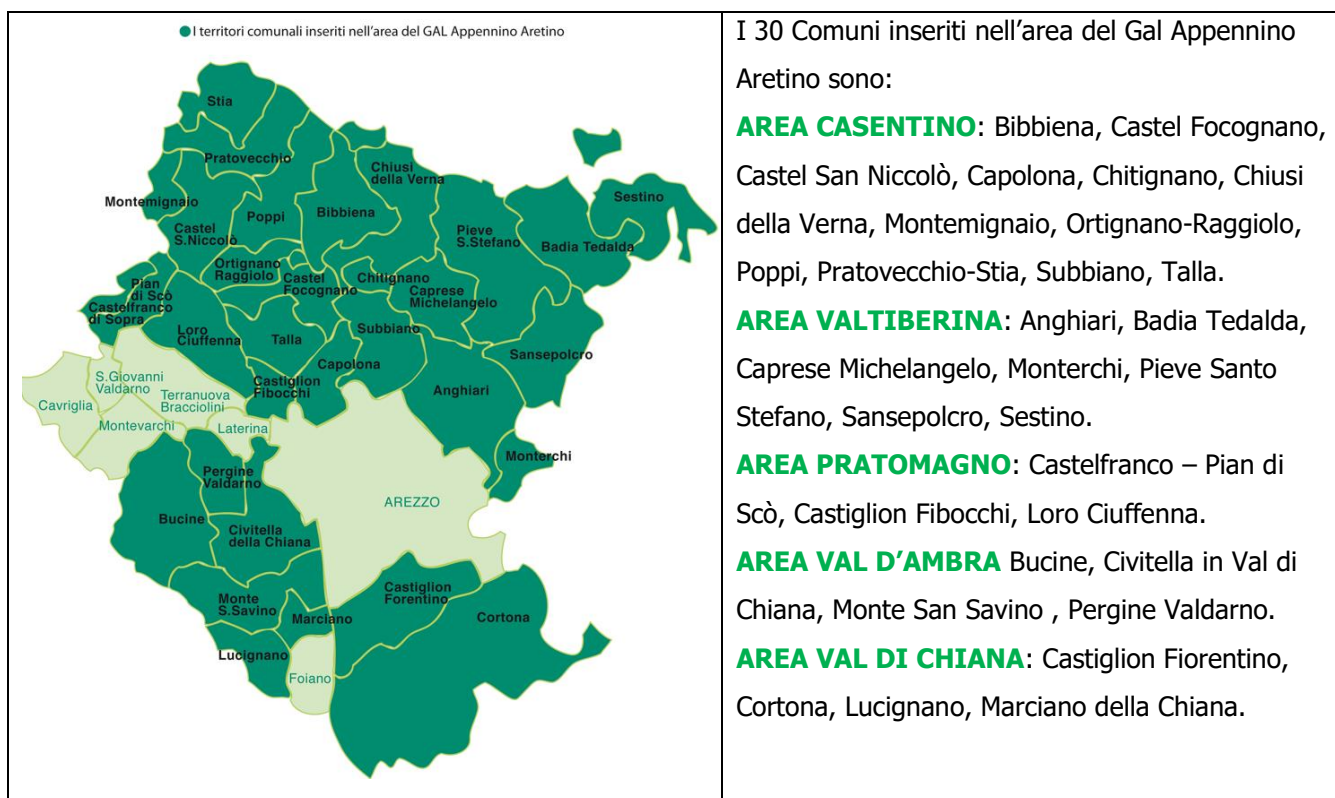 I territori comunali inseriti nell'area del GAL Appennino Aretino
Stia
Pratovecchio
Chiusi
della Verna
Sestino
Montemignaio
Poppi
Bibbiena
Castel
S.Niccolò
Pieve
S.Stefano
Badia Tedalda
Ortignano
Raggiolo
Castel
Focognano
Chitignano
Caprese
Michelangelo
Pian
di Scò
Castelfranco
di Sopra
Loro
Ciuffenna
Talla
Subbiano
Sansepolcro
Capolona
S.Giovanni
Valdarno
Castiglion
Fibocchi
Anghiari
Cavriglia
Terranuova
Bracciolini
Montevarchi
Laterina
Monterchi
Pergine
Valdarno
AREZZO
Bucine
Civitella
della Chiana
Castiglion
Forentino
Monte
S.Savino
Marciano
Cortona
Lucignano
Foiano
I 30 Comuni inseriti nell'area del Gal Appennino
Aretino sono:
AREA CASENTINO: Bibbiena, Castel Focognano,
Castel San Niccolò, Capolona, Chitignano, Chiusi
della Verna, Montemignaio, Ortignano-Raggiolo,
Poppi, Pratovecchio-Stia, Subbiano, Talla.
AREA VALTIBERINA: Anghiari, Badia Tedalda,
Caprese Michelangelo, Monterchi, Pieve Santo
Stefano, Sansepolcro, Sestino.
AREA PRATOMAGNO: Castelfranco – Pian di
Scò, Castiglion Fibocchi, Loro Ciuffenna.
AREA VAL D'AMBRA Bucine, Civitella in Val di
Chiana, Monte San Savino , Pergine Valdarno.
AREA VAL DI CHIANA: Castiglion Fiorentino,
Cortona, Lucignano, Marciano della Chiana.